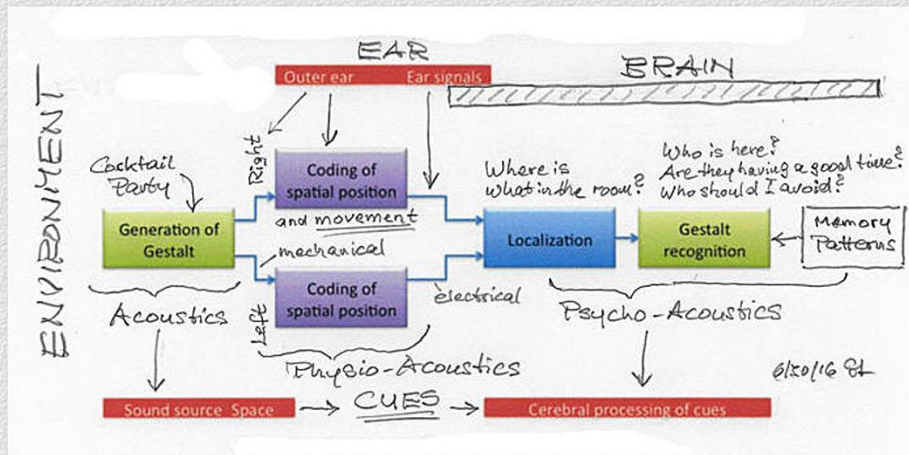 EAR
BRAIN
Outer ear
Ear signals
ENVIRONMENT
Cocktail
Party
Right
Coding of
spatial position
and movement
Where is
what in the room?
Who is here?
Are they having a good time?
Who should I avoid?
Generation of
Gestalt
mechanical
Localization
Gestalt
recognition
Memory
Patterns
Left
Coding of
spatial position
electrical
Acoustics
Physio-Acoustics
Psycho-Acoustics
6/30/16
Sound source Space
CUES
Cerebral processing of cues